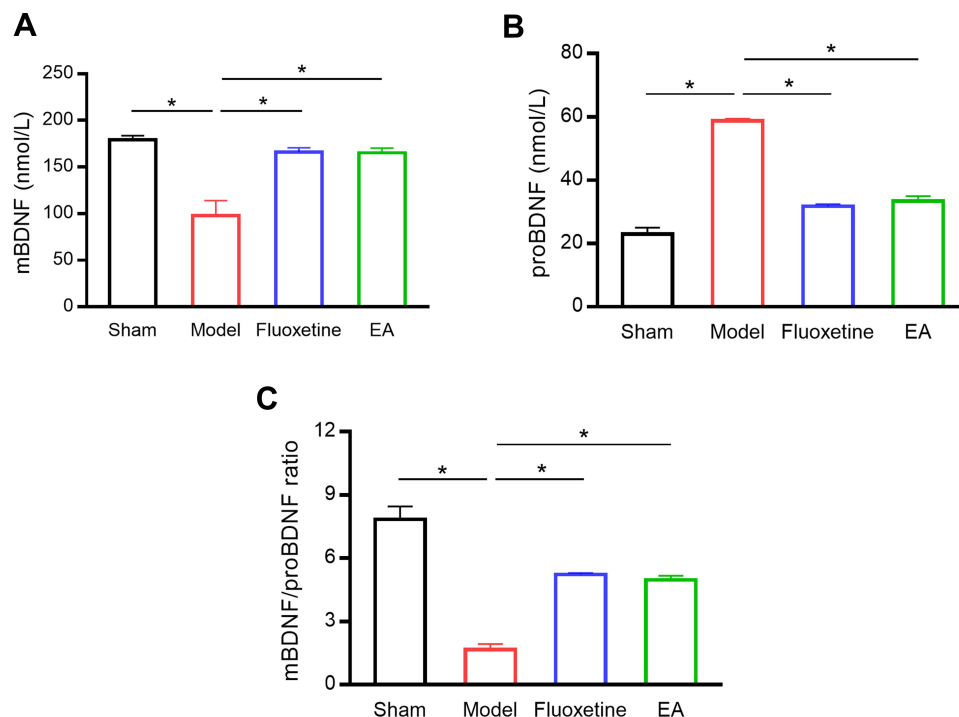 A
mBDNF (nmol/L)
250
200
150
100
50
0
* * *
Sham Model Fluoxetine EA
B
proBDNF (nmol/L)
80
60
40
20
0
* * *
Sham Model Fluoxetine EA
C
mBDNF/proBDNF ratio
12
9
6
3
0
* * *
Sham Model Fluoxetine EA